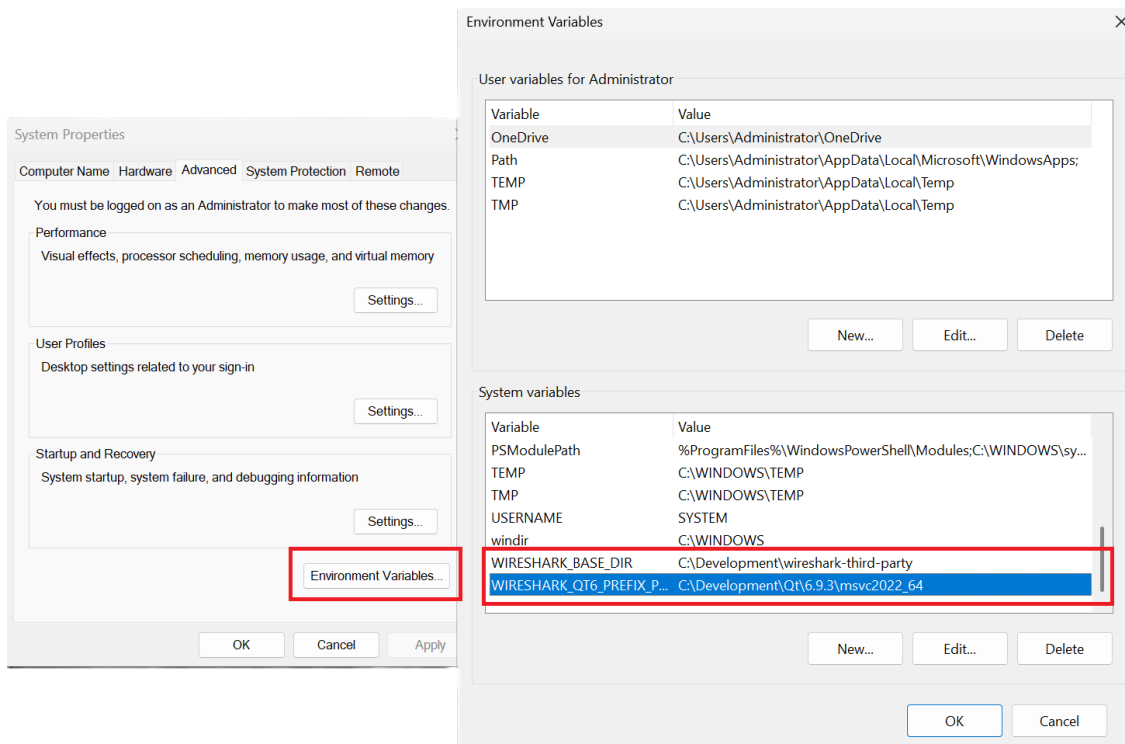 System Properties
Computer Name Hardware Advanced System Protection Remote
You must be logged on as an Administrator to make most of these changes.
Performance
Visual effects, processor scheduling, memory usage, and virtual memory
Settings...
User Profiles
Desktop settings related to your sign-in
Settings...
Startup and Recovery
System startup, system failure, and debugging information
Settings...
Environment Variables...
OK Cancel Apply
Environment Variables
User variables for Administrator
Variable Value
OneDrive C:\Users\Administrator\OneDrive
Path C:\Users\Administrator\AppData\Local\Microsoft\WindowsApps;
TEMP C:\Users\Administrator\AppData\Local\Temp
TMP C:\Users\Administrator\AppData\Local\Temp
New... Edit... Delete
System variables
Variable Value
PSModulePath %ProgramFiles%\WindowsPowerShell\Modules;C:\WINDOWS\sy...
TEMP C:\WINDOWS\TEMP
TMP C:\WINDOWS\TEMP
USERNAME SYSTEM
windir C:\WINDOWS
WIRESHARK_BASE_DIR C:\Development\wireshark-third-party
WIRESHARK_QT6_PREFIX_P... C:\Development\Qt\6.9.3\msvc2022_64
New... Edit... Delete
OK Cancel